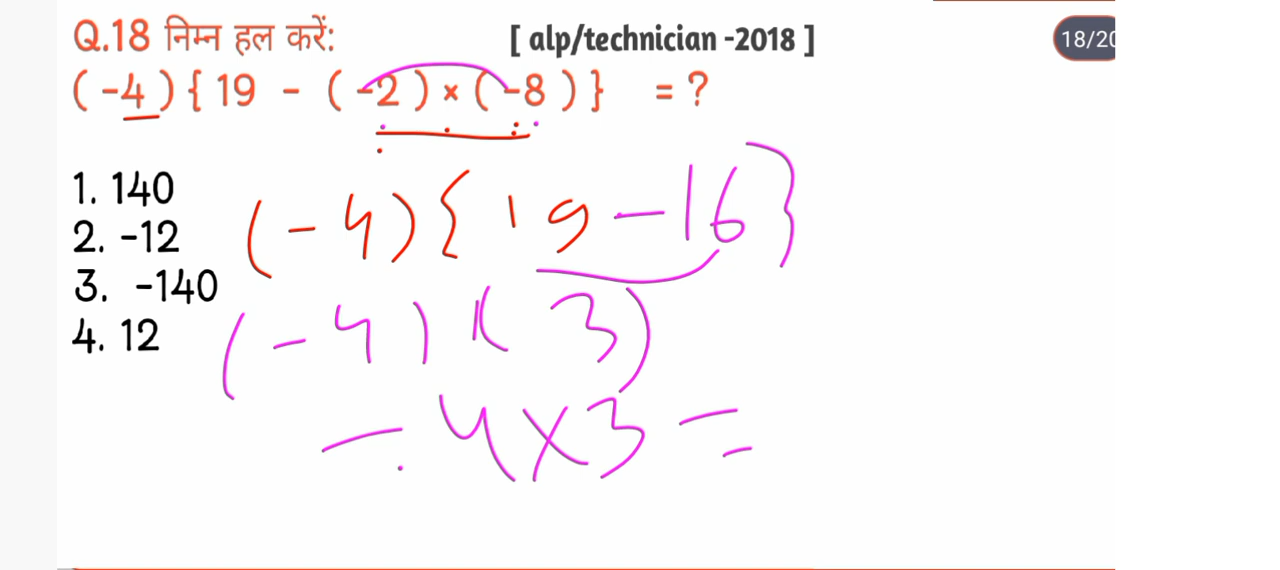 Q.18 निम्न हल करें: [ alp/technician -2018 ] 18/20
(-4){ 19 - (-2) × (-8) } = ?
1. 140
2. -12
3. -140
4. 12
(-4){ 19 - 16 }
(-4) ( 3 )
- 4 × 3 =